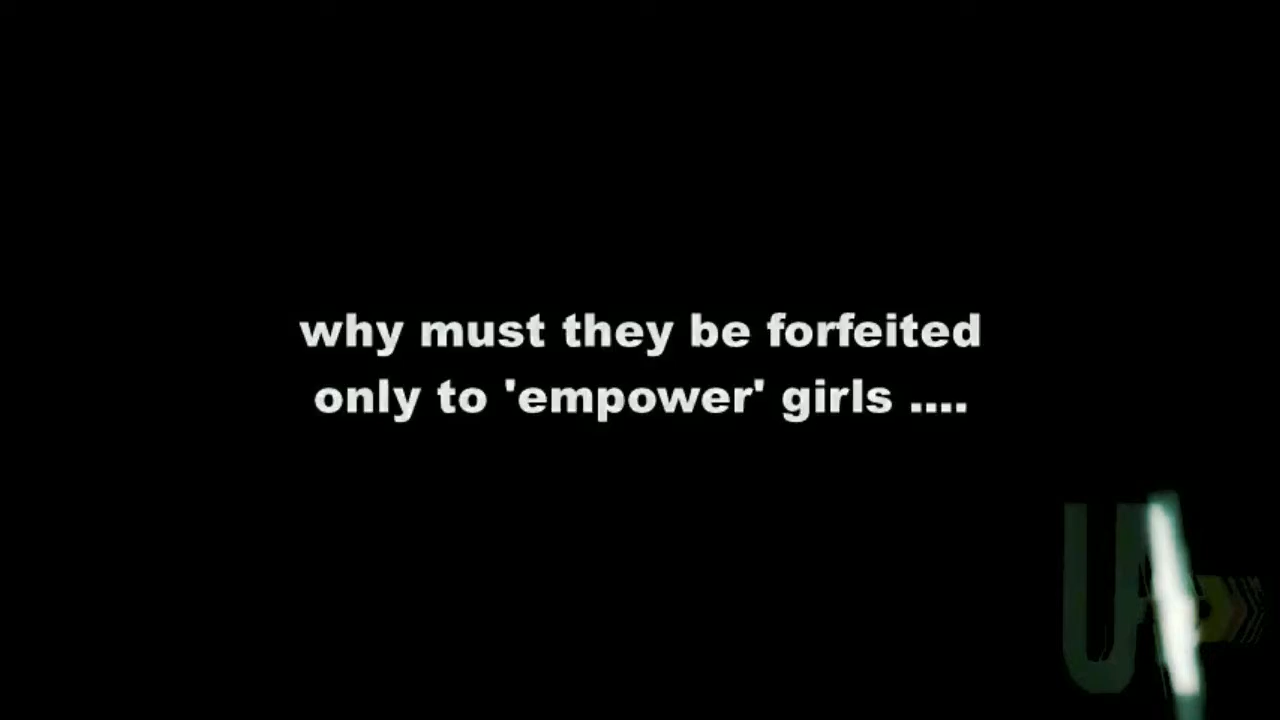 why must they be forfeited
only to 'empower' girls ....